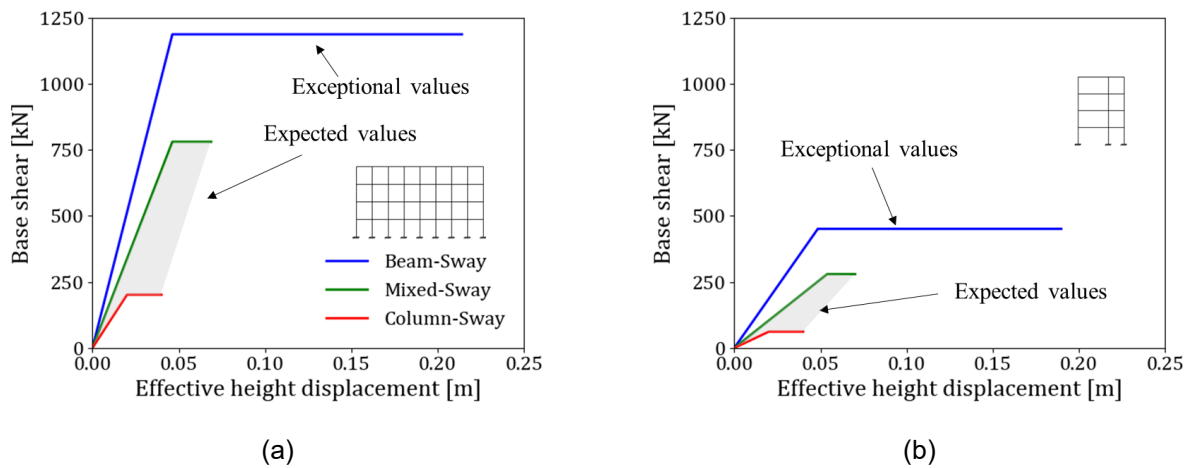 1250
1000
750
500
250
0
Base shear [kN]
0.00 0.05 0.10 0.15 0.20 0.25
Effective height displacement [m]
Exceptional values
Expected values
Beam-Sway
Mixed-Sway
Column-Sway
(a)
1250
1000
750
500
250
0
Base shear [kN]
0.00 0.05 0.10 0.15 0.20 0.25
Effective height displacement [m]
Exceptional values
Expected values
(b)